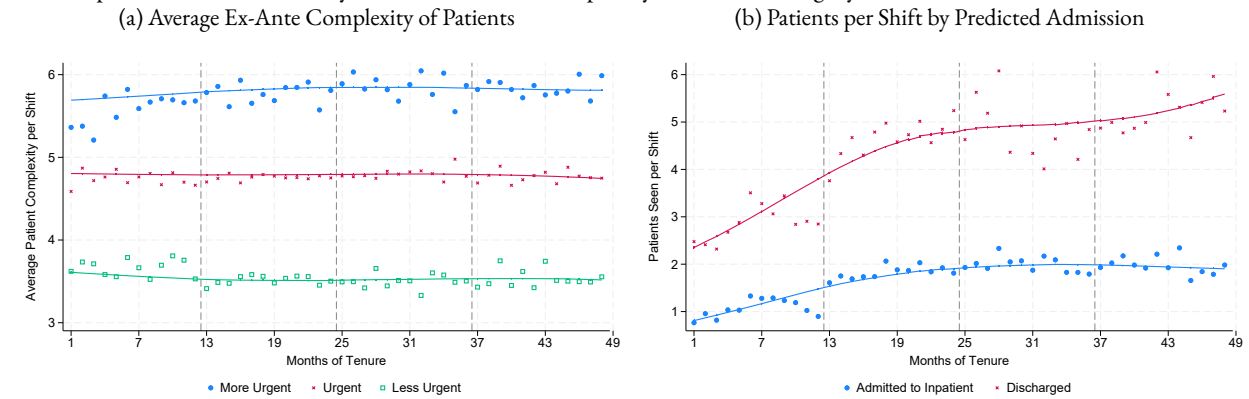 (a) Average Ex-Ante Complexity of Patients
Average Patient Complexity per Shift
6
5
4
3
1 7 13 19 25 31 37 43 49
Months of Tenure
More Urgent Urgent Less Urgent
(b) Patients per Shift by Predicted Admission
Patients Seen per Shift
6
5
4
3
2
1
1 7 13 19 25 31 37 43 49
Months of Tenure
Admitted to Inpatient Discharged